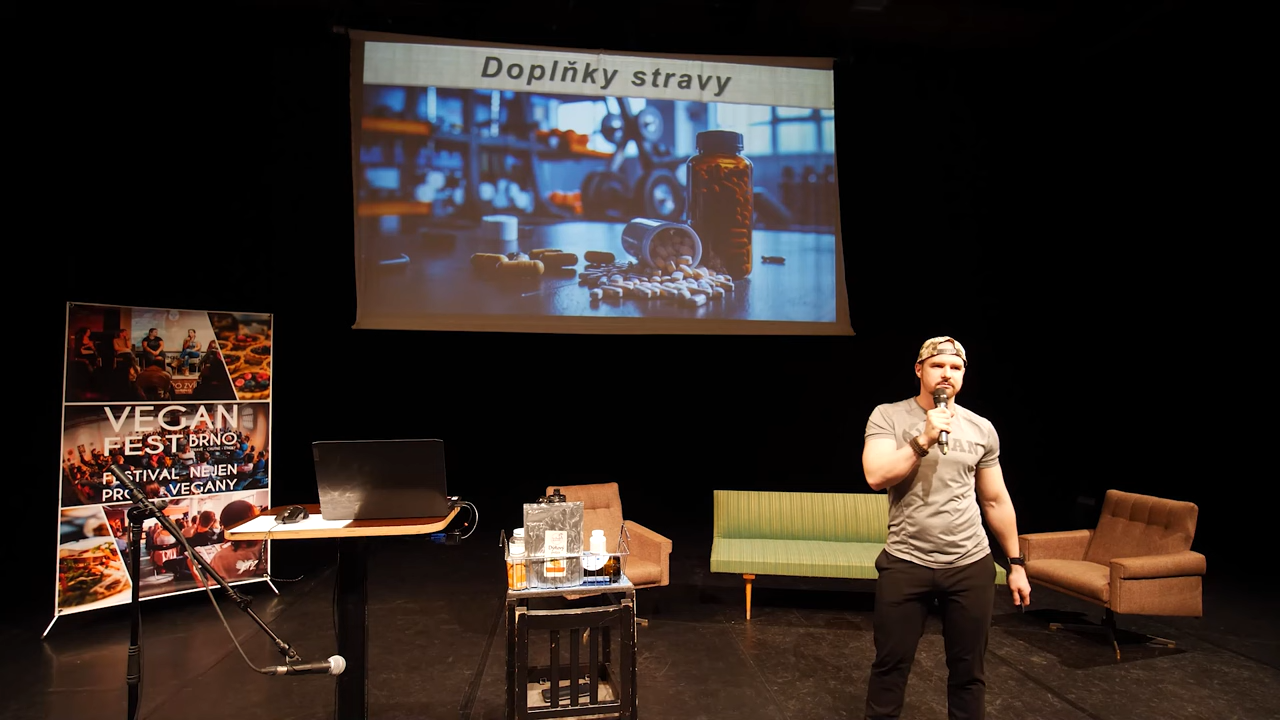 Doplňky stravy
VEGAN
FEST BRNO
FESTIVAL NEJEN
PRO VEGANY